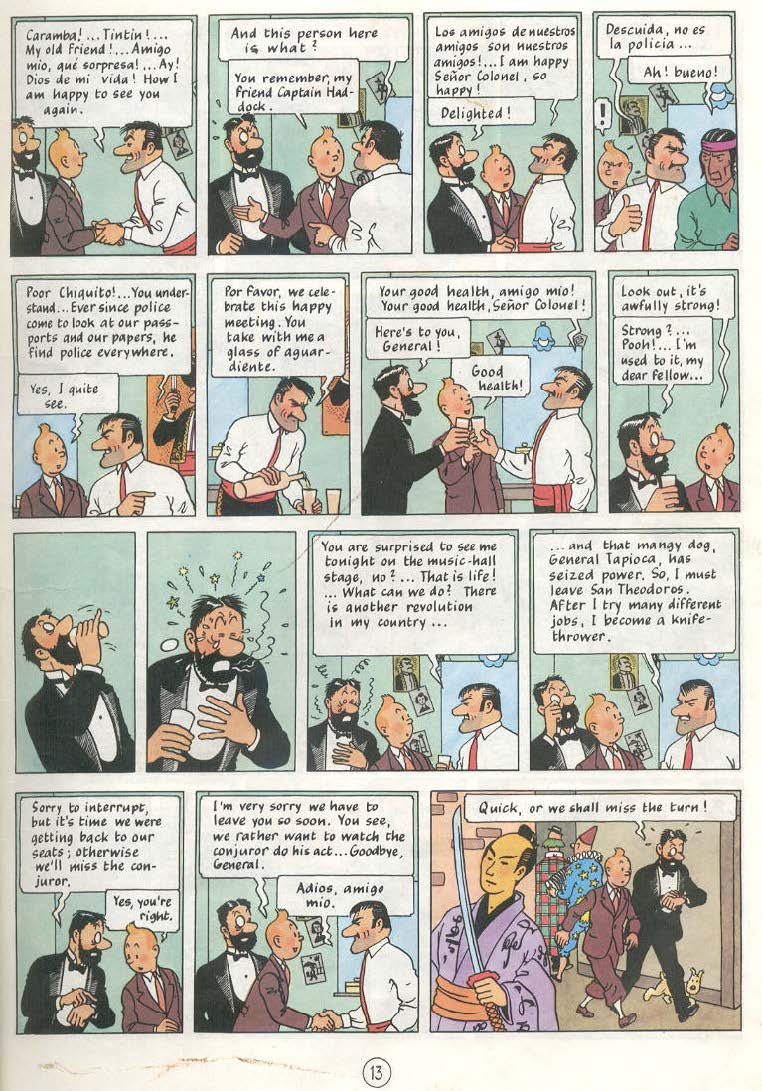 Caramba!...Tintin!....
My old friend!...Amigo
mio, qué sorpresa!...Ay!
Dios de mi vida! How I
am happy to see you
again.
And this person here
is what?
You remember, my
friend Captain Had-
dock.
Los amigos de nuestros
amigos son nuestros
amigos!...I am happy
Señor Colonel, so
happy!
Delighted!
Descuida, no es
la policia...
Ah! bueno!
!
Poor Chiquito!...You under-
stand...Ever since police
come to look at our pass-
ports and our papers, he
find police everywhere.
Yes, I quite
see.
Por favor, we cele-
brate this happy
meeting. You
take with me a
glass of aguar-
diente.
Your good health, amigo mio!
Your good health, Señor Colonel!
Here's to you,
General!
Good
health!
Look out, it's
awfully strong!
Strong?...
Pooh!...I'm
used to it, my
dear fellow...
You are surprised to see me
tonight on the music-hall
stage, no?... That is life!
...What can we do? There
is another revolution
in my country...
...and that mangy dog,
General Tapioca, has
seized power. So, I must
leave San Theodoros.
After I try many different
jobs, I become a knife-
thrower.
Sorry to interrupt,
but it's time we were
getting back to our
seats; otherwise
we'll miss the con-
juror.
Yes, you're
right.
I'm very sorry we have to
leave you so soon. You see,
we rather want to watch the
conjuror do his act...Goodbye,
General.
Adios, amigo
mio.
Quick, or we shall miss the turn!
13